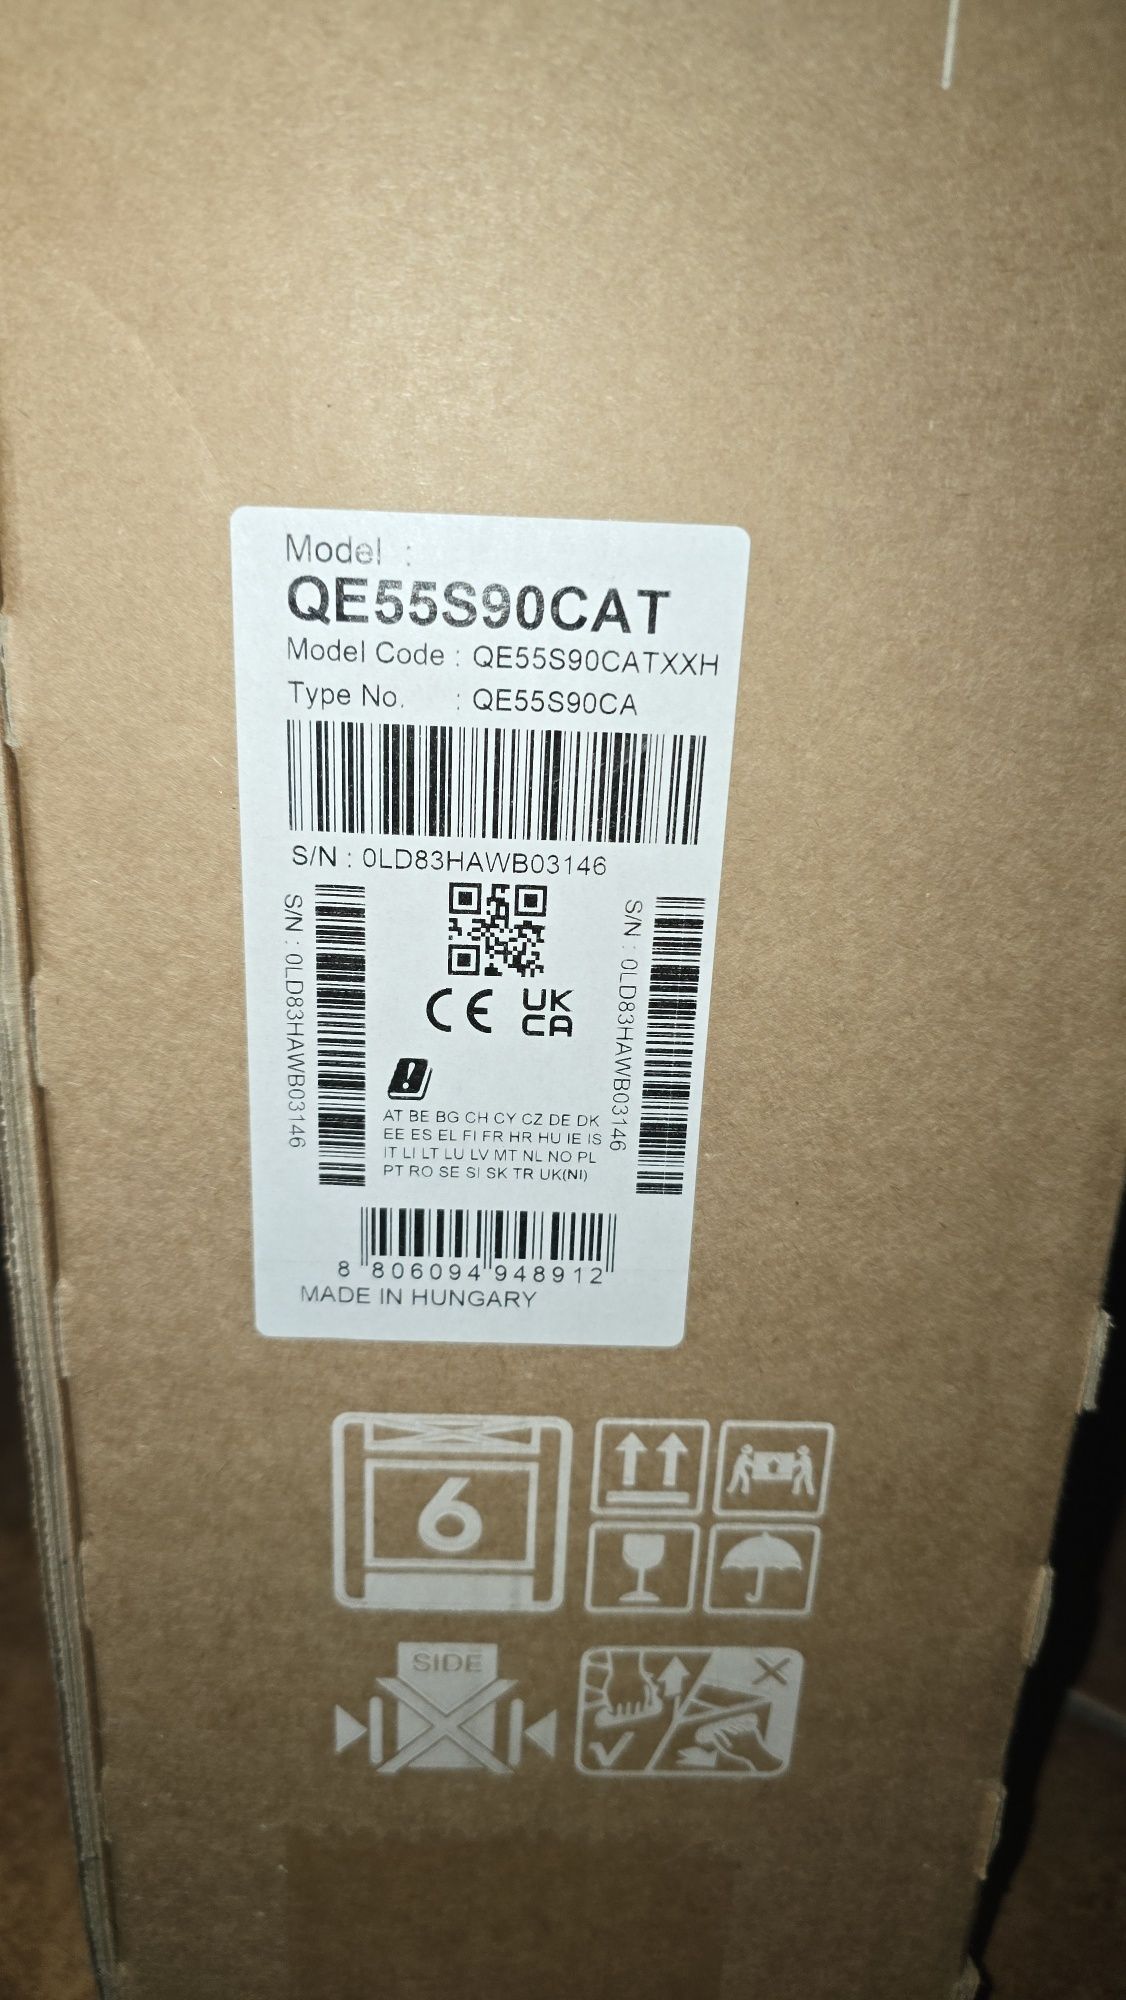 Model :
QE55S90CAT
Model Code : QE55S90CATXXH
Type No. : QE55S90CA
S/N : 0LD83HAWB03146
S/N : 0LD83HAWB03146
S/N : 0LD83HAWB03146
CE UK
CA
AT BE BG CH CY CZ DE DK
EE ES EL FI FR HR HU IE IS
IT LI LT LU LV MT NL NO PL
PT RO SE SI SK TR UK(NI)
8 806094 948912
MADE IN HUNGARY
6
SIDE